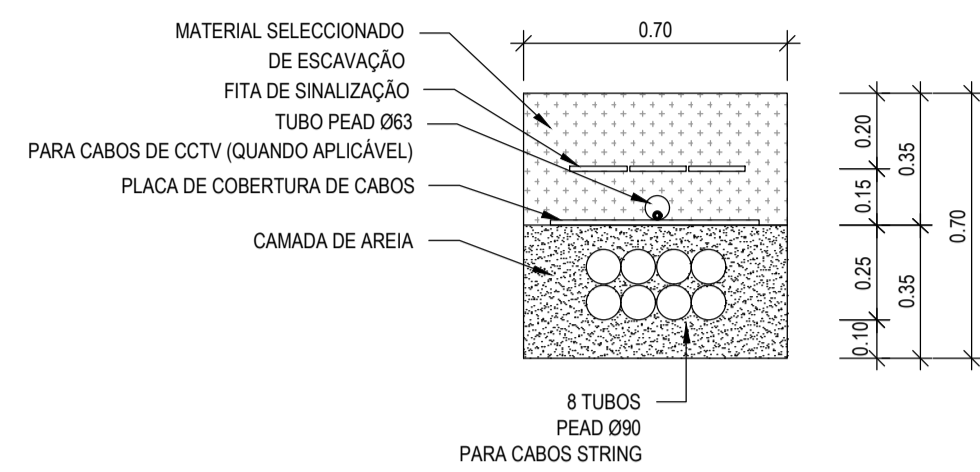 MATERIAL SELECCIONADO
DE ESCAVAÇÃO
FITA DE SINALIZAÇÃO
TUBO PEAD Ø63
PARA CABOS DE CCTV (QUANDO APLICÁVEL)
PLACA DE COBERTURA DE CABOS
CAMADA DE AREIA
0.70
0.20
0.15
0.25
0.10
0.35
0.35
0.70
8 TUBOS
PEAD Ø90
PARA CABOS STRING